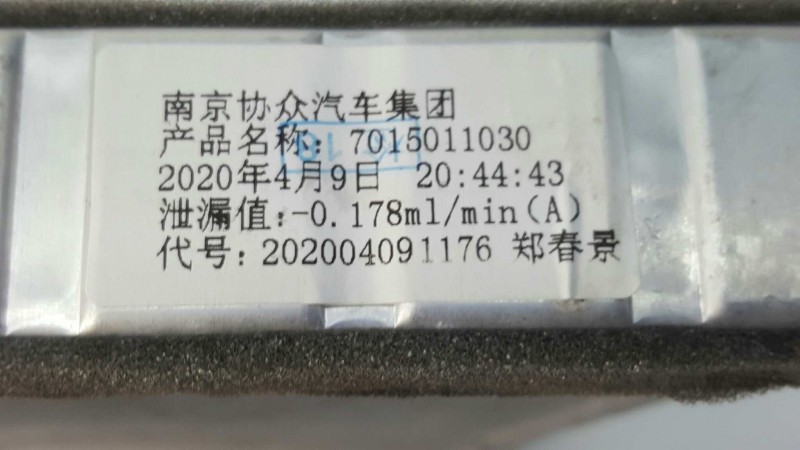 南京协众汽车集团
产品名称: 7015011030
2020年4月9日 20:44:43
泄漏值:-0.178ml/min(A)
代号: 202004091176 郑春景